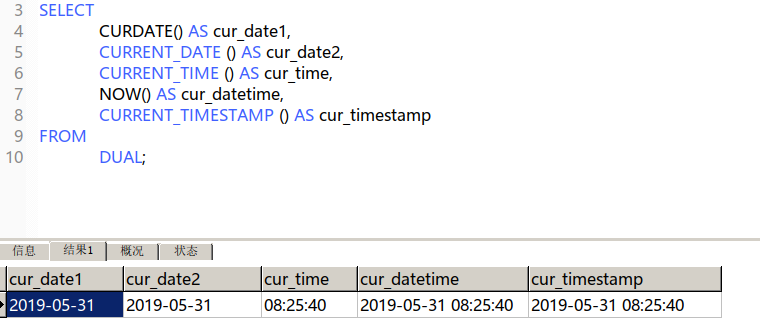 3 SELECT
4 CURDATE() AS cur_date1,
5 CURRENT_DATE () AS cur_date2,
6 CURRENT_TIME () AS cur_time,
7 NOW() AS cur_datetime,
8 CURRENT_TIMESTAMP () AS cur_timestamp
9 FROM
10 DUAL;
信息 结果1 概况 状态
cur_date1 cur_date2 cur_time cur_datetime cur_timestamp
2019-05-31 2019-05-31 08:25:40 2019-05-31 08:25:40 2019-05-31 08:25:40